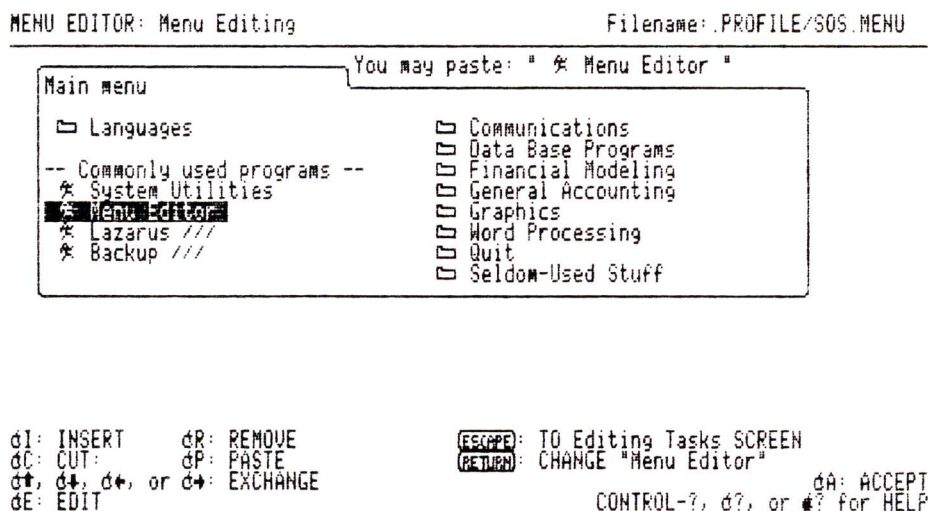 MENU EDITOR: Menu Editing
Filename: .PROFILE/SOS.MENU
You may paste: " Menu Editor "
Main menu
Languages
-- Commonly used programs --
System Utilities
Menu Editor
Lazarus ///
Backup ///
Communications
Data Base Programs
Financial Modeling
General Accounting
Graphics
Word Processing
Quit
Seldom-Used Stuff
I: INSERT
R: REMOVE
C: CUT
P: PASTE
↑, ↓, ←, or →: EXCHANGE
E: EDIT
ESCAPE: TO Editing Tasks SCREEN
RETURN: CHANGE "Menu Editor"
A: ACCEPT
CONTROL-?, ?, or ? for HELP